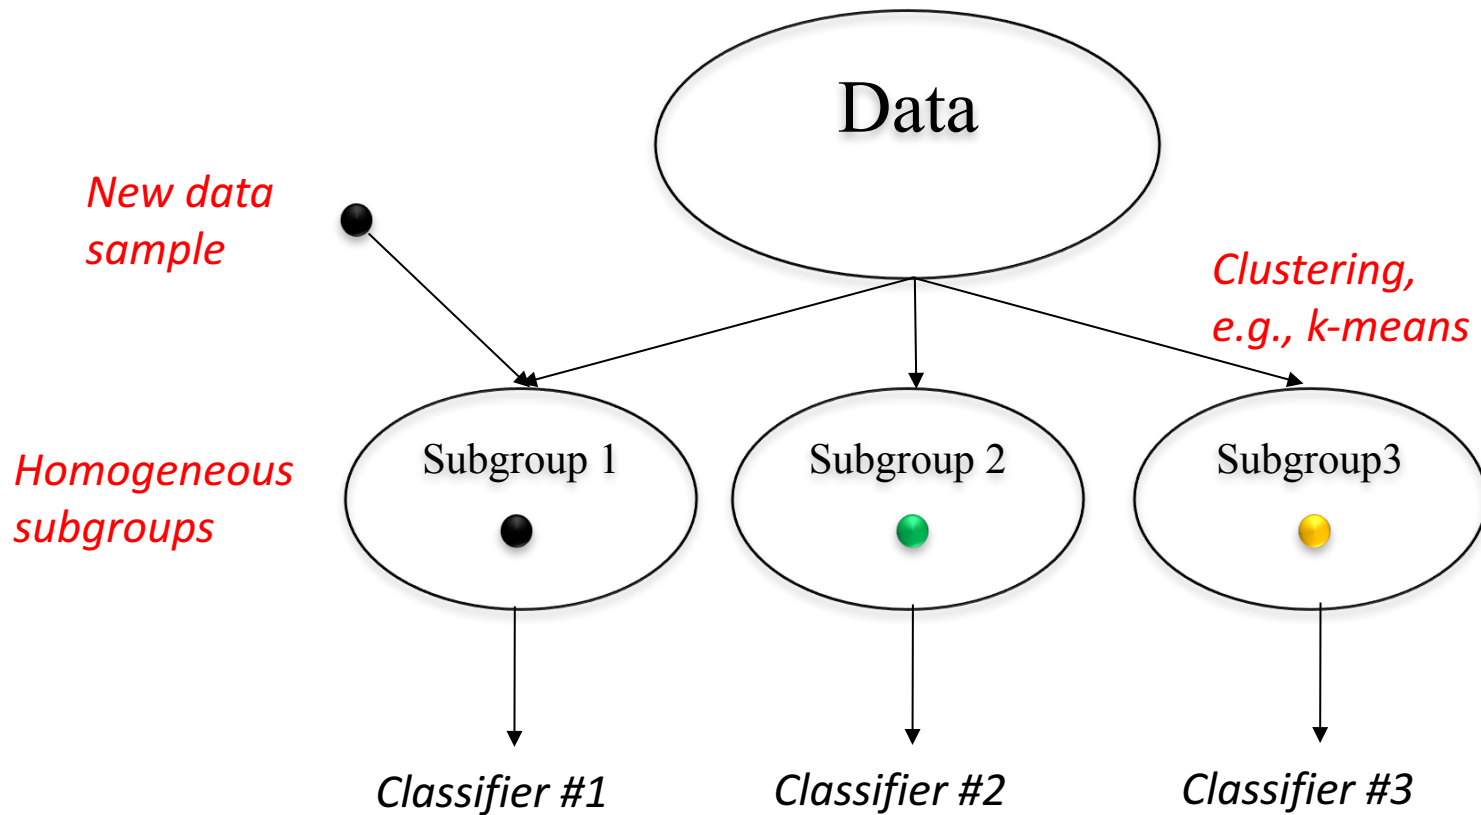 Data
New data
sample
Clustering,
e.g., k-means
Homogeneous
subgroups
Subgroup 1
Subgroup 2
Subgroup3
Classifier #1
Classifier #2
Classifier #3